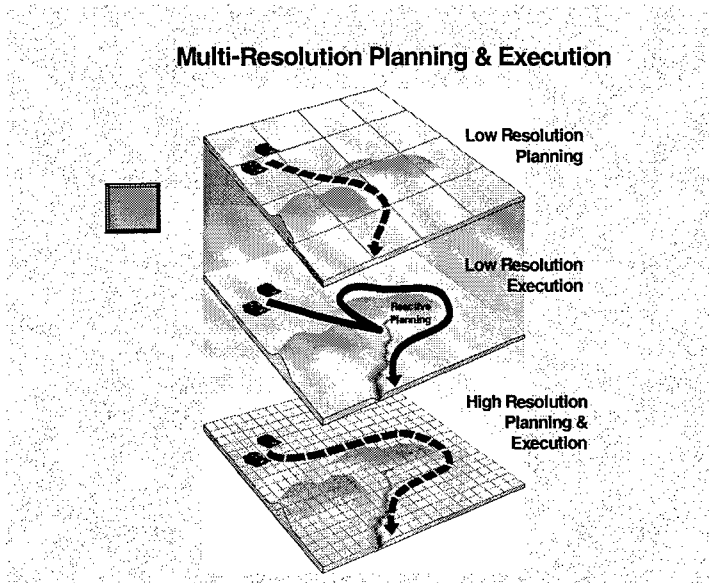 Multi-Resolution Planning & Execution
Low Resolution
Planning
Low Resolution
Execution
Reactive
Planning
High Resolution
Planning &
Execution